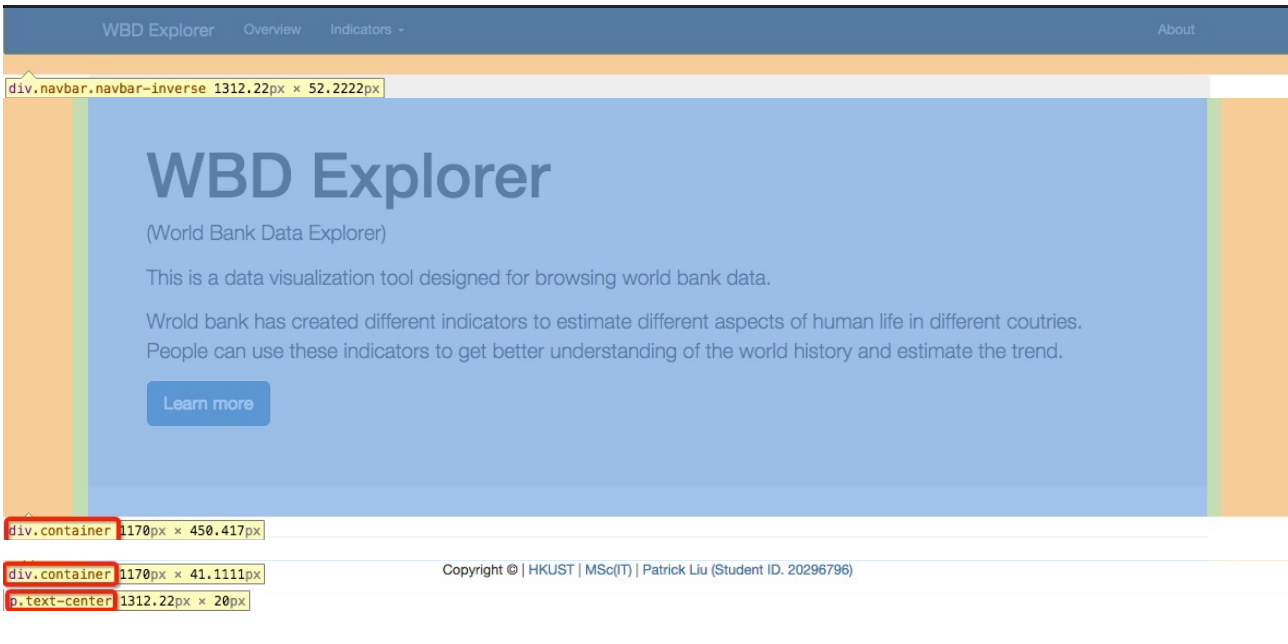 WBD Explorer Overview Indicators About
div.navbar.navbar-inverse 1312.22px × 52.2222px
WBD Explorer
(World Bank Data Explorer)
This is a data visualization tool designed for browsing world bank data.
Wrold bank has created different indicators to estimate different aspects of human life in different coutries.
People can use these indicators to get better understanding of the world history and estimate the trend.
Learn more
div.container 1170px × 450.417px
div.container 1170px × 41.1111px
Copyright © | HKUST | MSc(IT) | Patrick Liu (Student ID. 20296796)
p.text-center 1312.22px × 20px